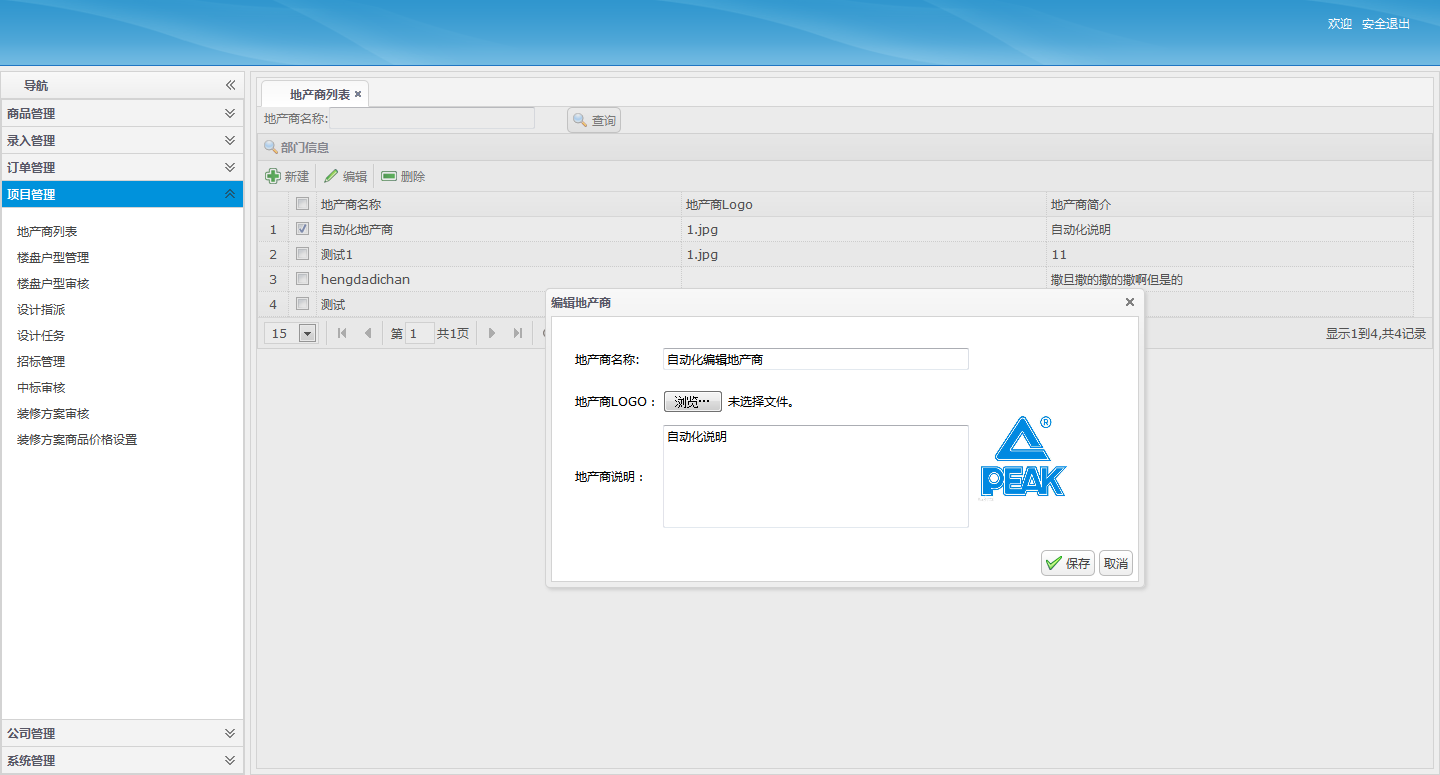 欢迎 安全退出
导航
商品管理
录入管理
订单管理
项目管理
地产商列表
楼盘户型管理
楼盘户型审核
设计指派
设计任务
招标管理
中标审核
装修方案审核
装修方案商品价格设置
公司管理
系统管理
地产商列表
地产商名称:
查询
部门信息
新建 编辑 删除
地产商名称 地产商Logo 地产商简介
1 自动化地产商 1.jpg 自动化说明
2 测试1 1.jpg 11
3 hengdadichan 撒旦撒的撒的撒啊但是的
4 测试
15 第 1 共1页
显示1到4,共4记录
编辑地产商
地产商名称: 自动化编辑地产商
地产商LOGO： 浏览… 未选择文件。
地产商说明： 自动化说明
PEAK®
保存 取消